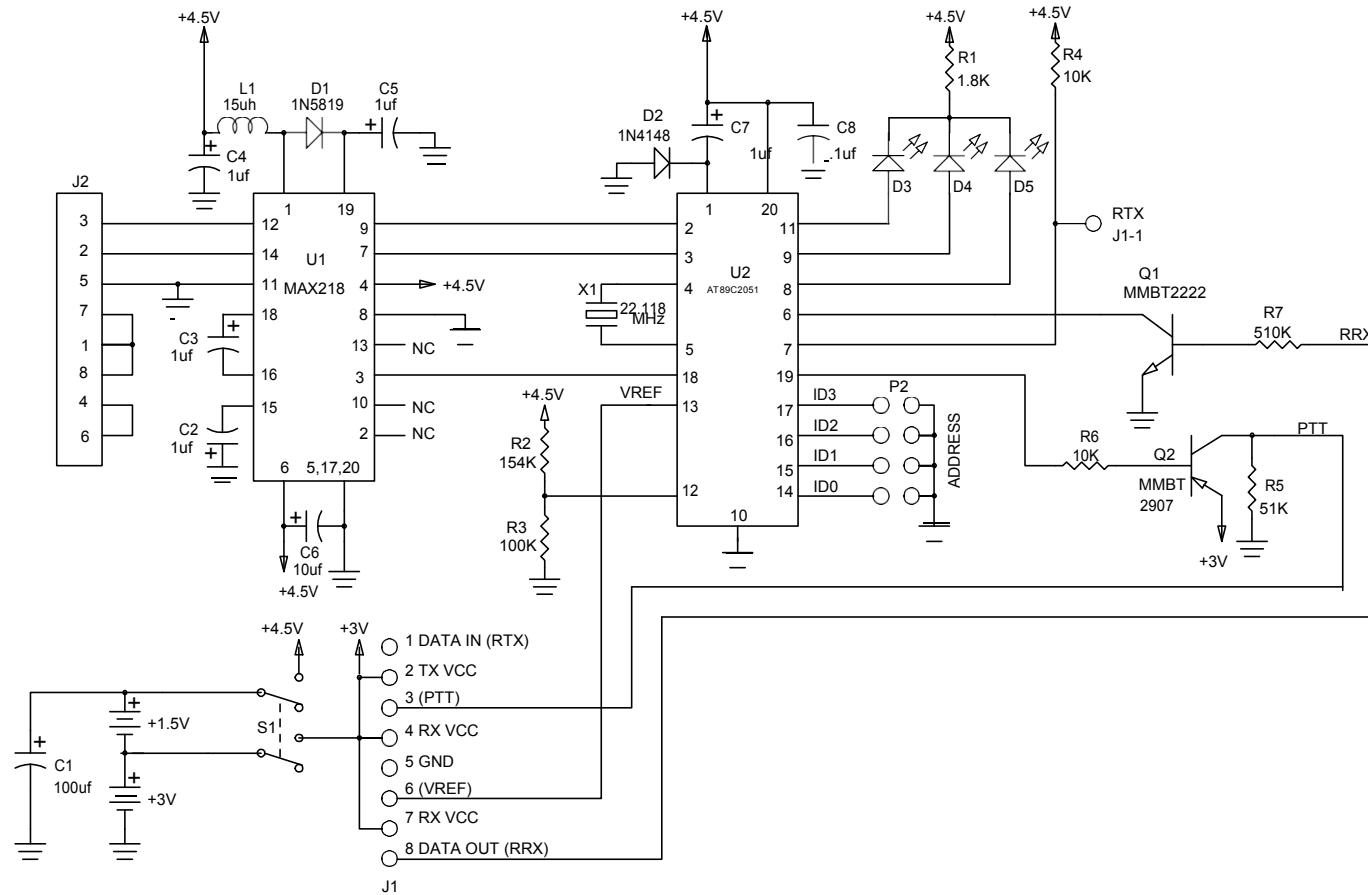 +4.5V
+4.5V
+4.5V
+4.5V
L1
15uh
D1
1N5819
C5
1uf
+
+
C4
1uf
D2
1N4148
+
C7
1uf
C8
.1uf
R1
1.8K
R4
10K
D3
D4
D5
RTX
J1-1
J2
3
2
5
7
1
8
4
6
1
19
12
14
11
18
16
15
6
5,17,20
9
7
4
8
13
3
10
2
U1
MAX218
+4.5V
NC
NC
NC
+
C3
1uf
C2
1uf
+
+
C6
10uf
+4.5V
X1
22.118
MHz
1
20
2
3
4
5
18
13
12
10
11
9
8
6
7
19
17
16
15
14
U2
AT89C2051
VREF
+4.5V
R2
154K
R3
100K
ID3
ID2
ID1
ID0
P2
ADDRESS
Q1
MMBT2222
R7
510K
RRX
R6
10K
Q2
MMBT
2907
PTT
R5
51K
+3V
+4.5V
+3V
1 DATA IN (RTX)
2 TX VCC
3 (PTT)
4 RX VCC
5 GND
6 (VREF)
7 RX VCC
8 DATA OUT (RRX)
J1
S1
+
+1.5V
+
+3V
+
C1
100uf